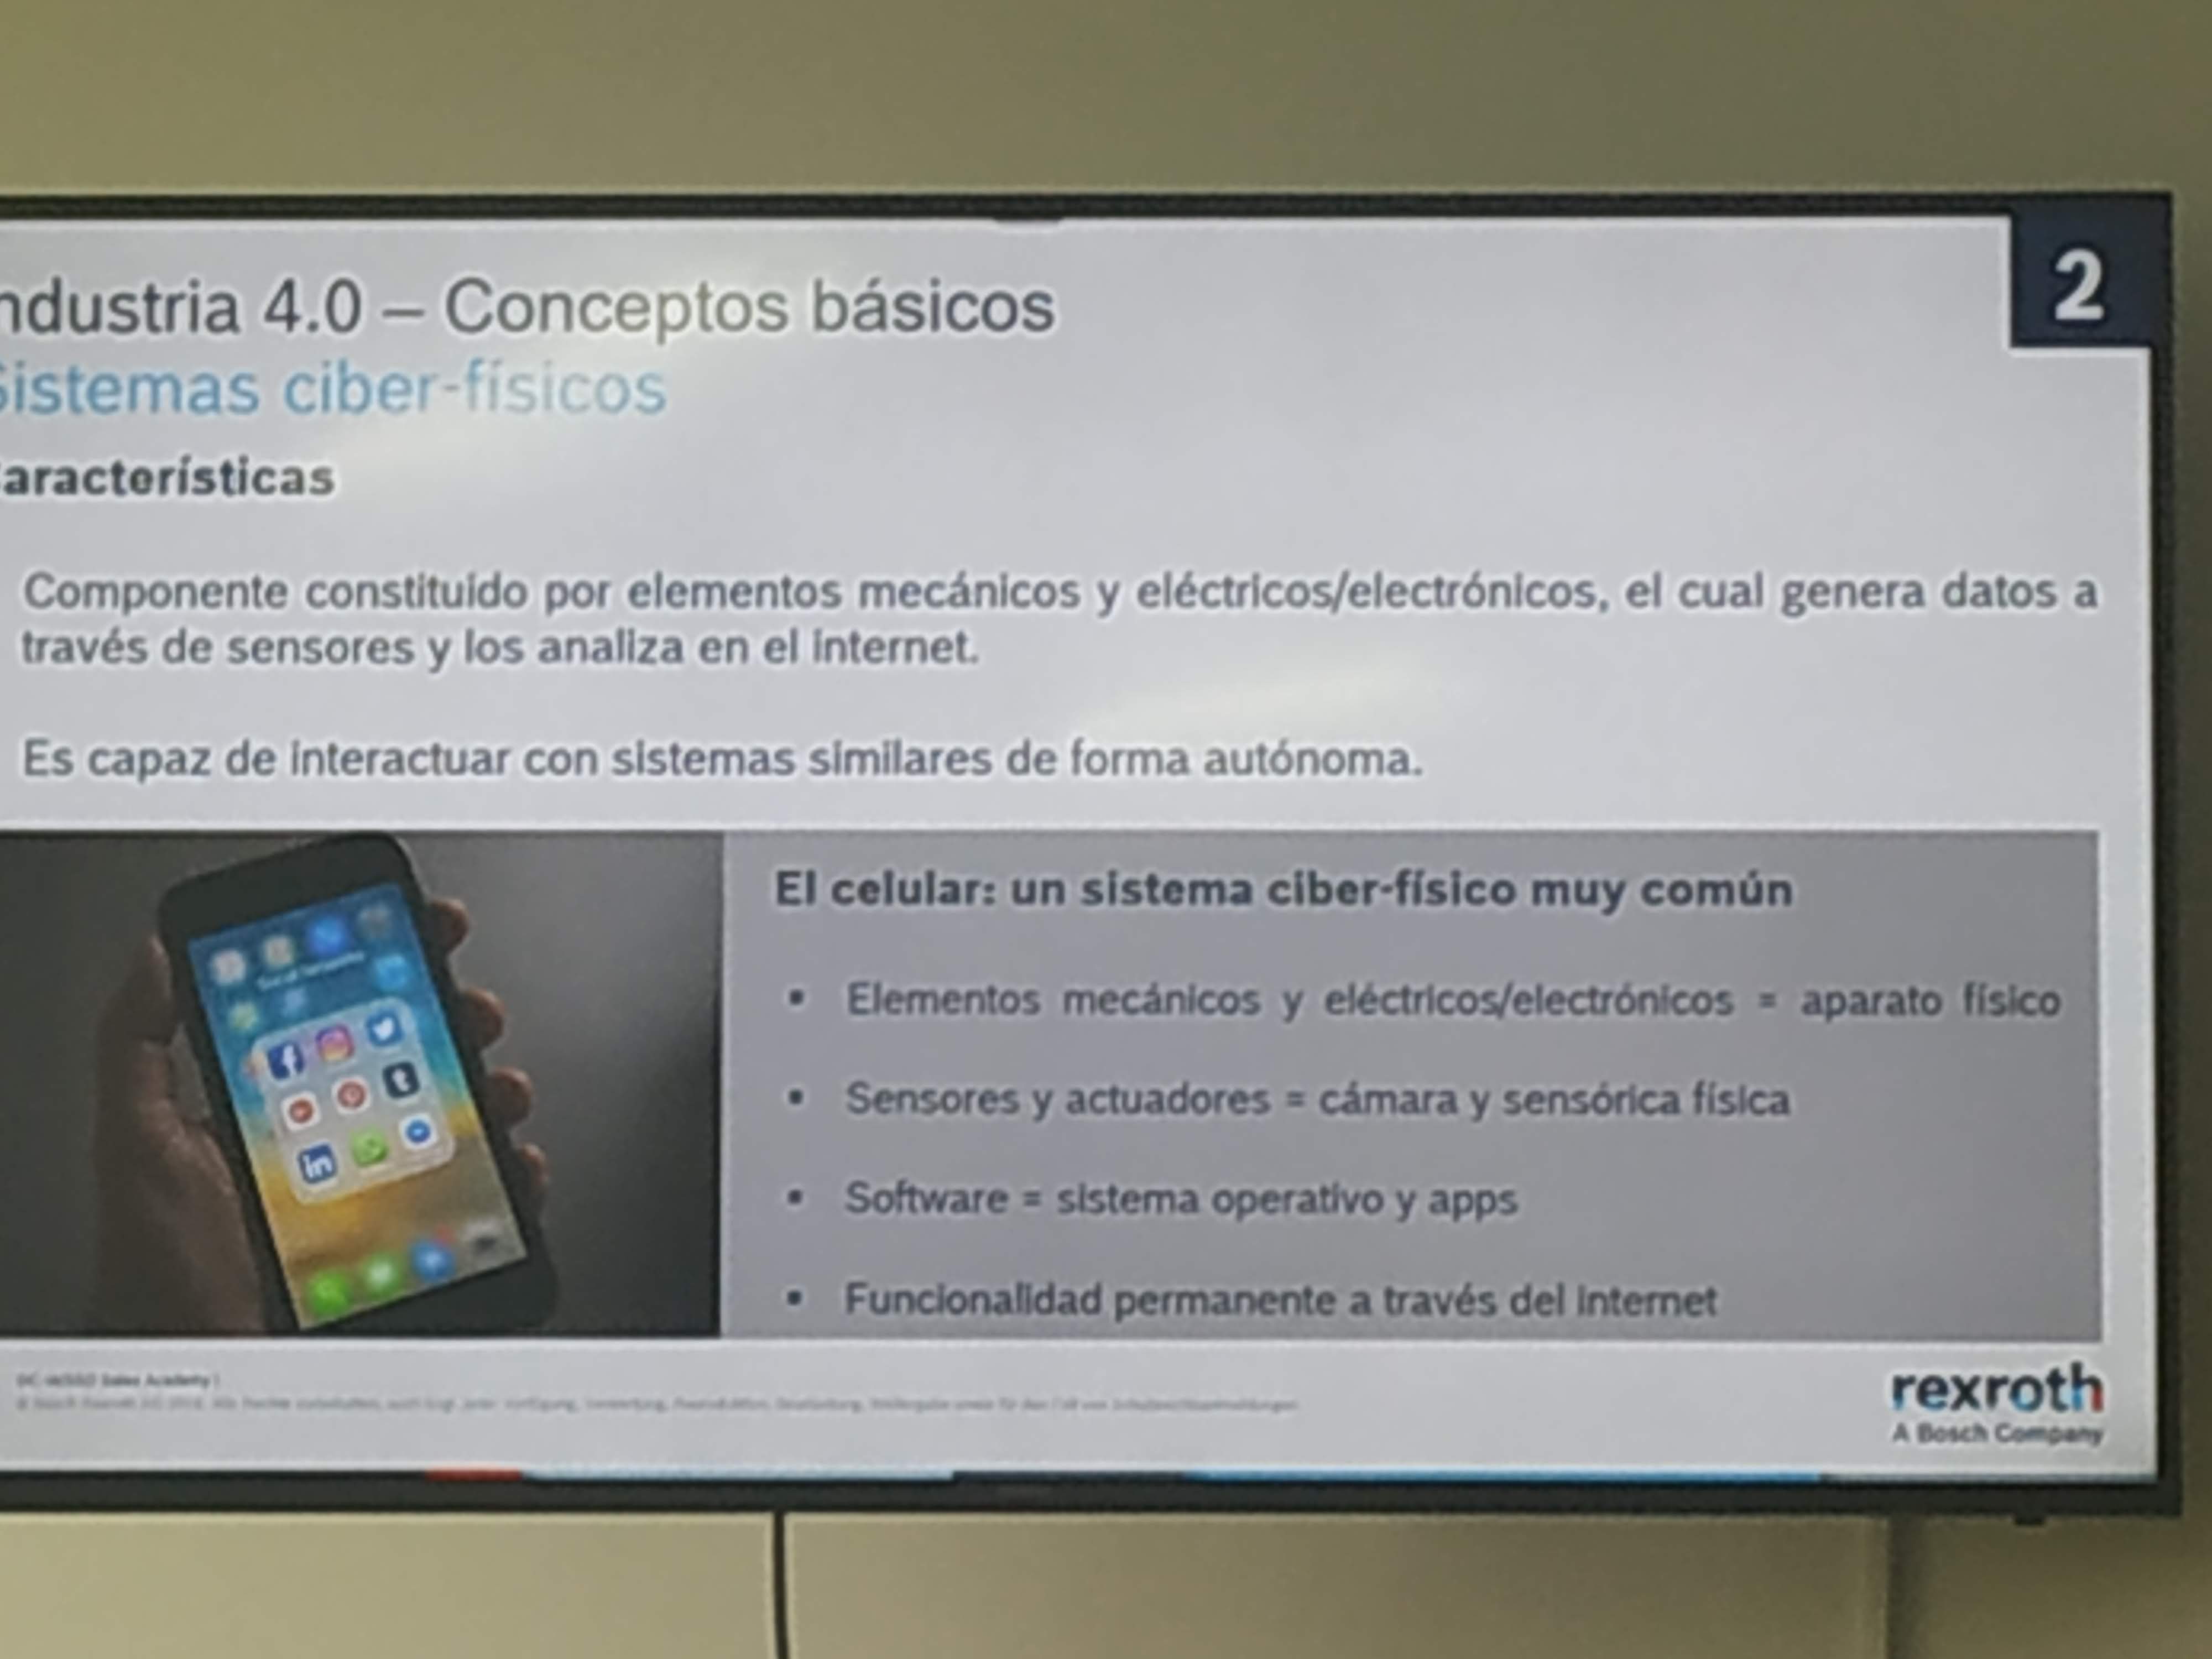 ndustria 4.0 – Conceptos básicos
2
Sistemas ciber-físicos
aracterísticas
Componente constituido por elementos mecánicos y eléctricos/electrónicos, el cual genera datos a
través de sensores y los analiza en el internet.
Es capaz de interactuar con sistemas similares de forma autónoma.
El celular: un sistema ciber-físico muy común
▪ Elementos mecánicos y eléctricos/electrónicos = aparato físico
▪ Sensores y actuadores = cámara y sensórica física
▪ Software = sistema operativo y apps
▪ Funcionalidad permanente a través del internet
f
t
in
Sales Academy |
rexroth
A Bosch Company